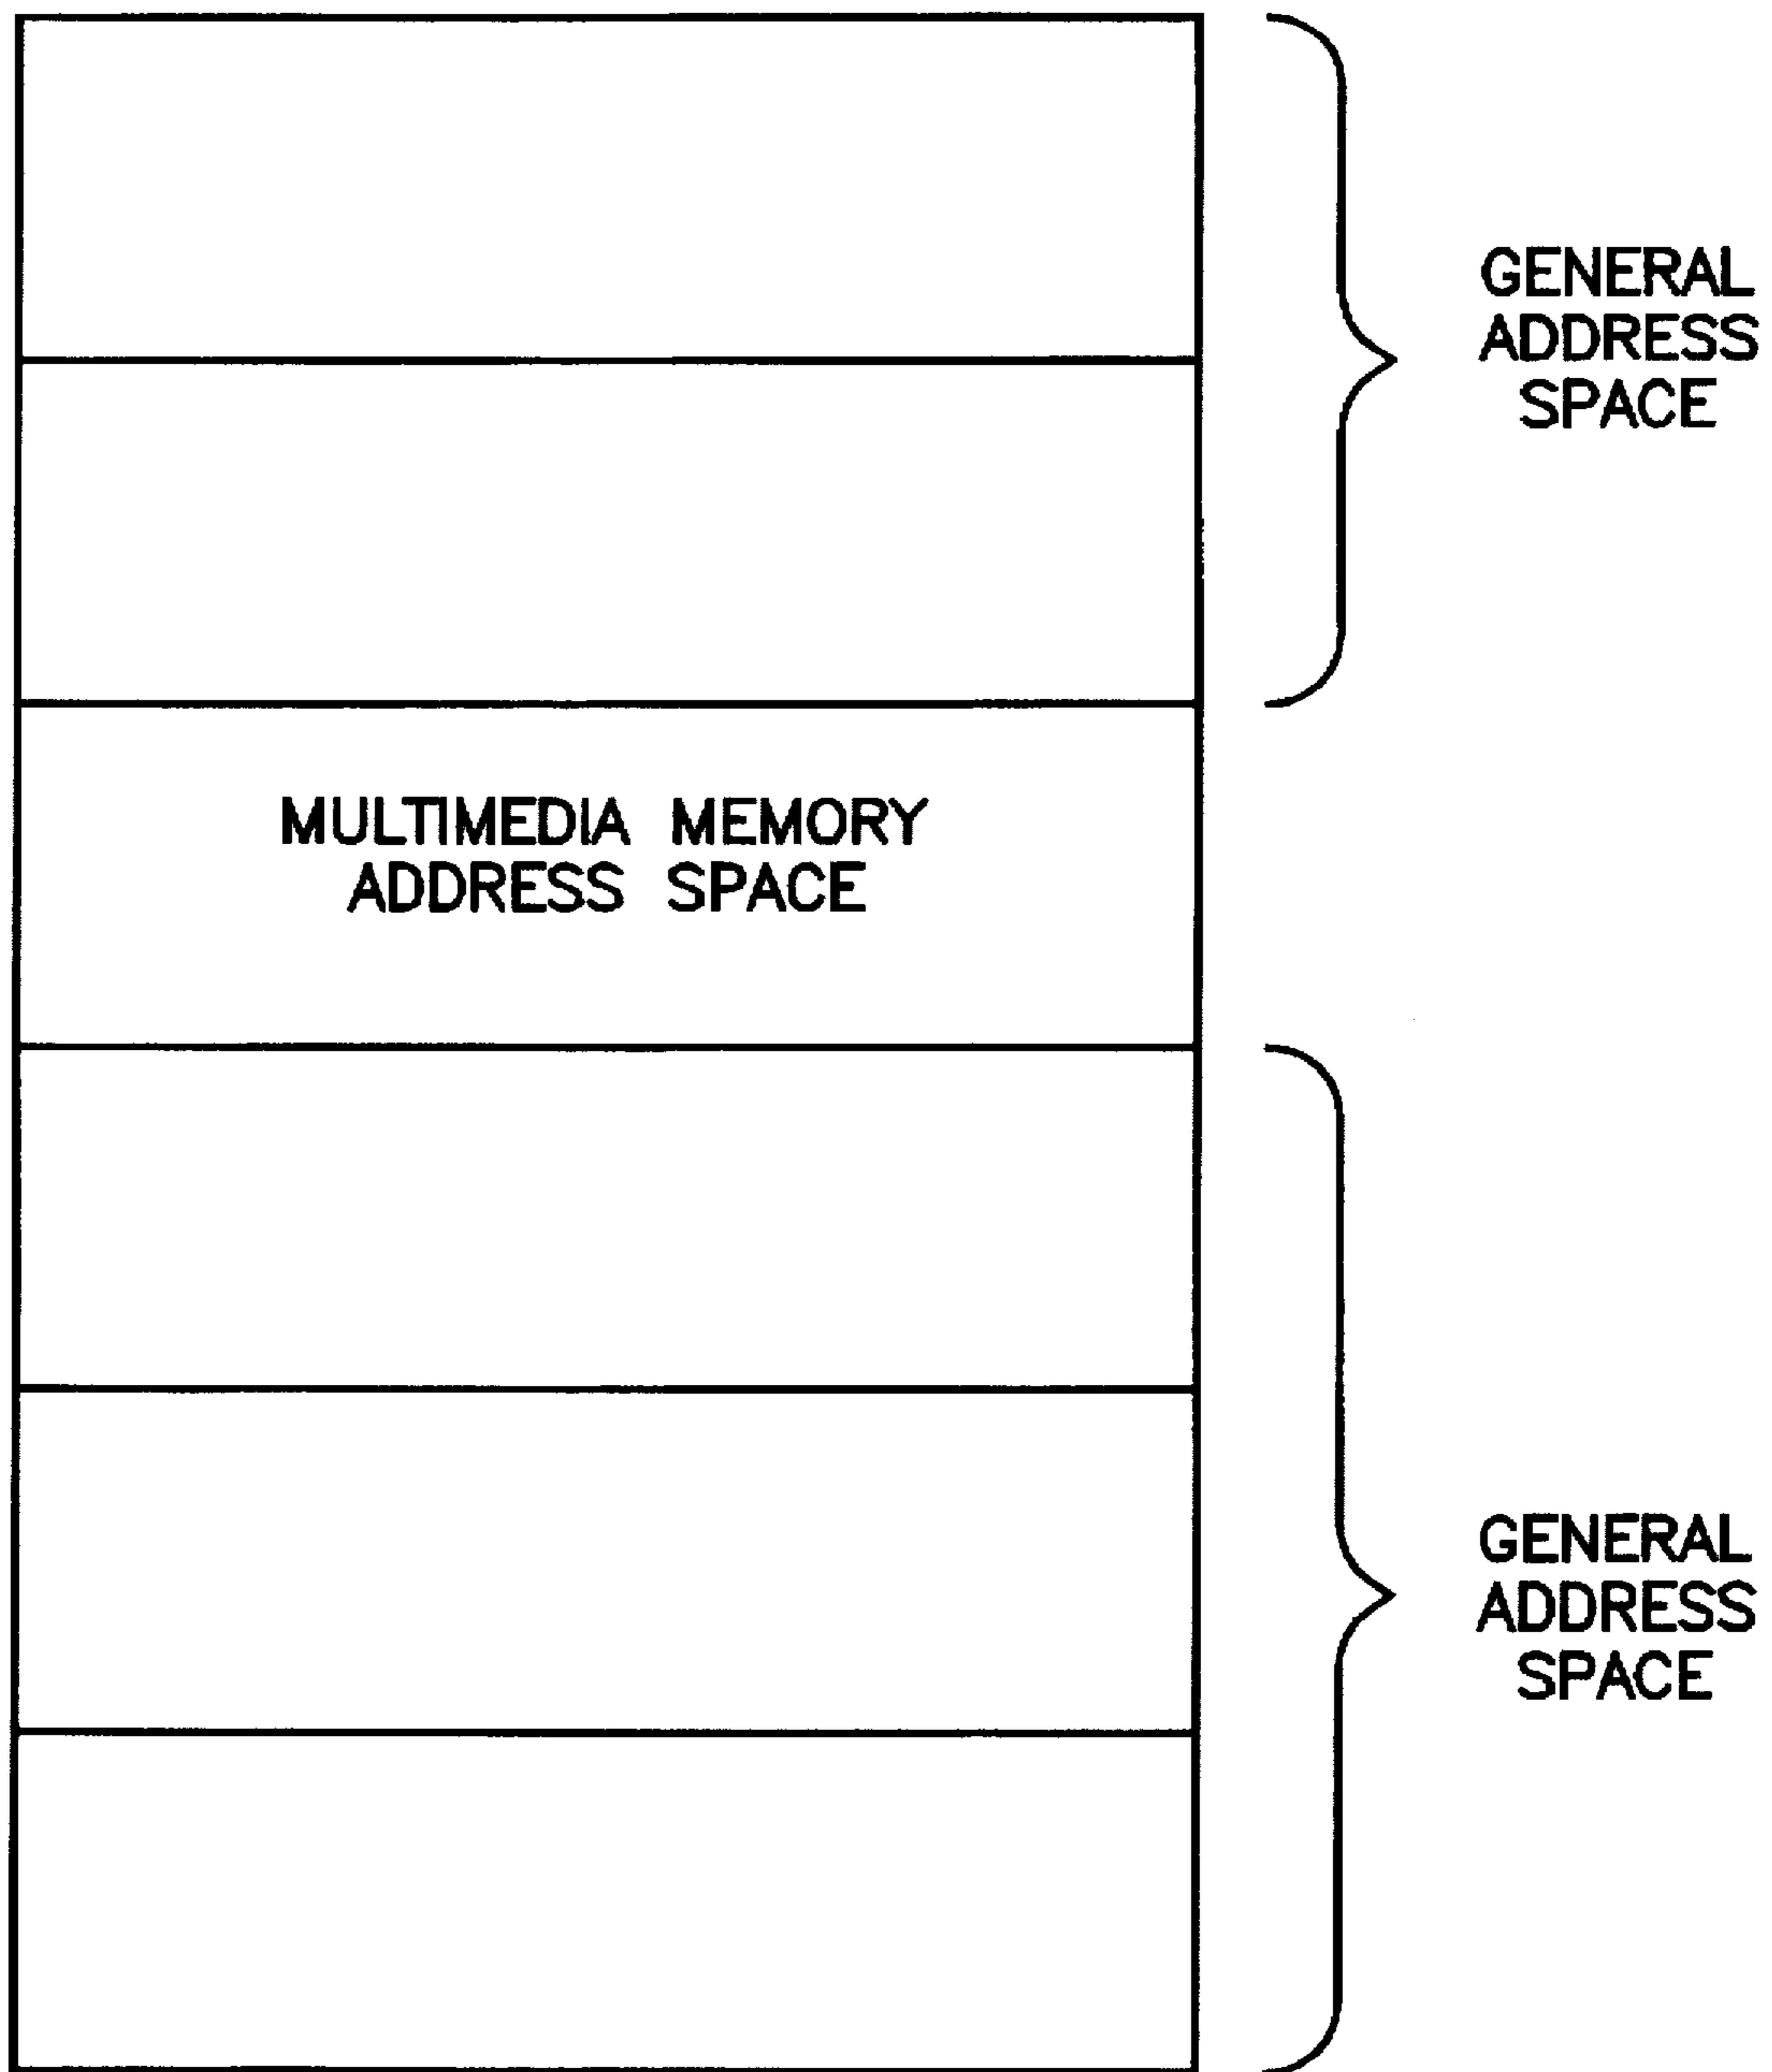 GENERAL
ADDRESS
SPACE
MULTIMEDIA MEMORY
ADDRESS SPACE
GENERAL
ADDRESS
SPACE